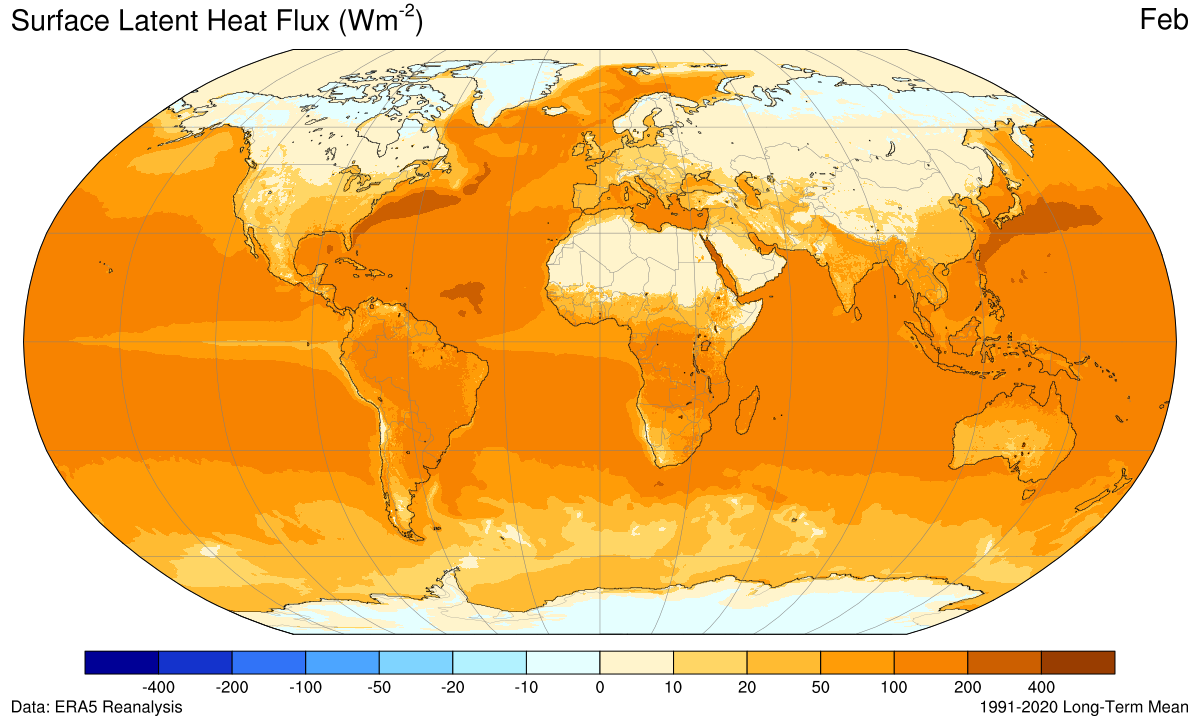 Surface Latent Heat Flux (Wm-2)
Feb
-400 -200 -100 -50 -20 -10 0 10 20 50 100 200 400
Data: ERA5 Reanalysis
1991-2020 Long-Term Mean